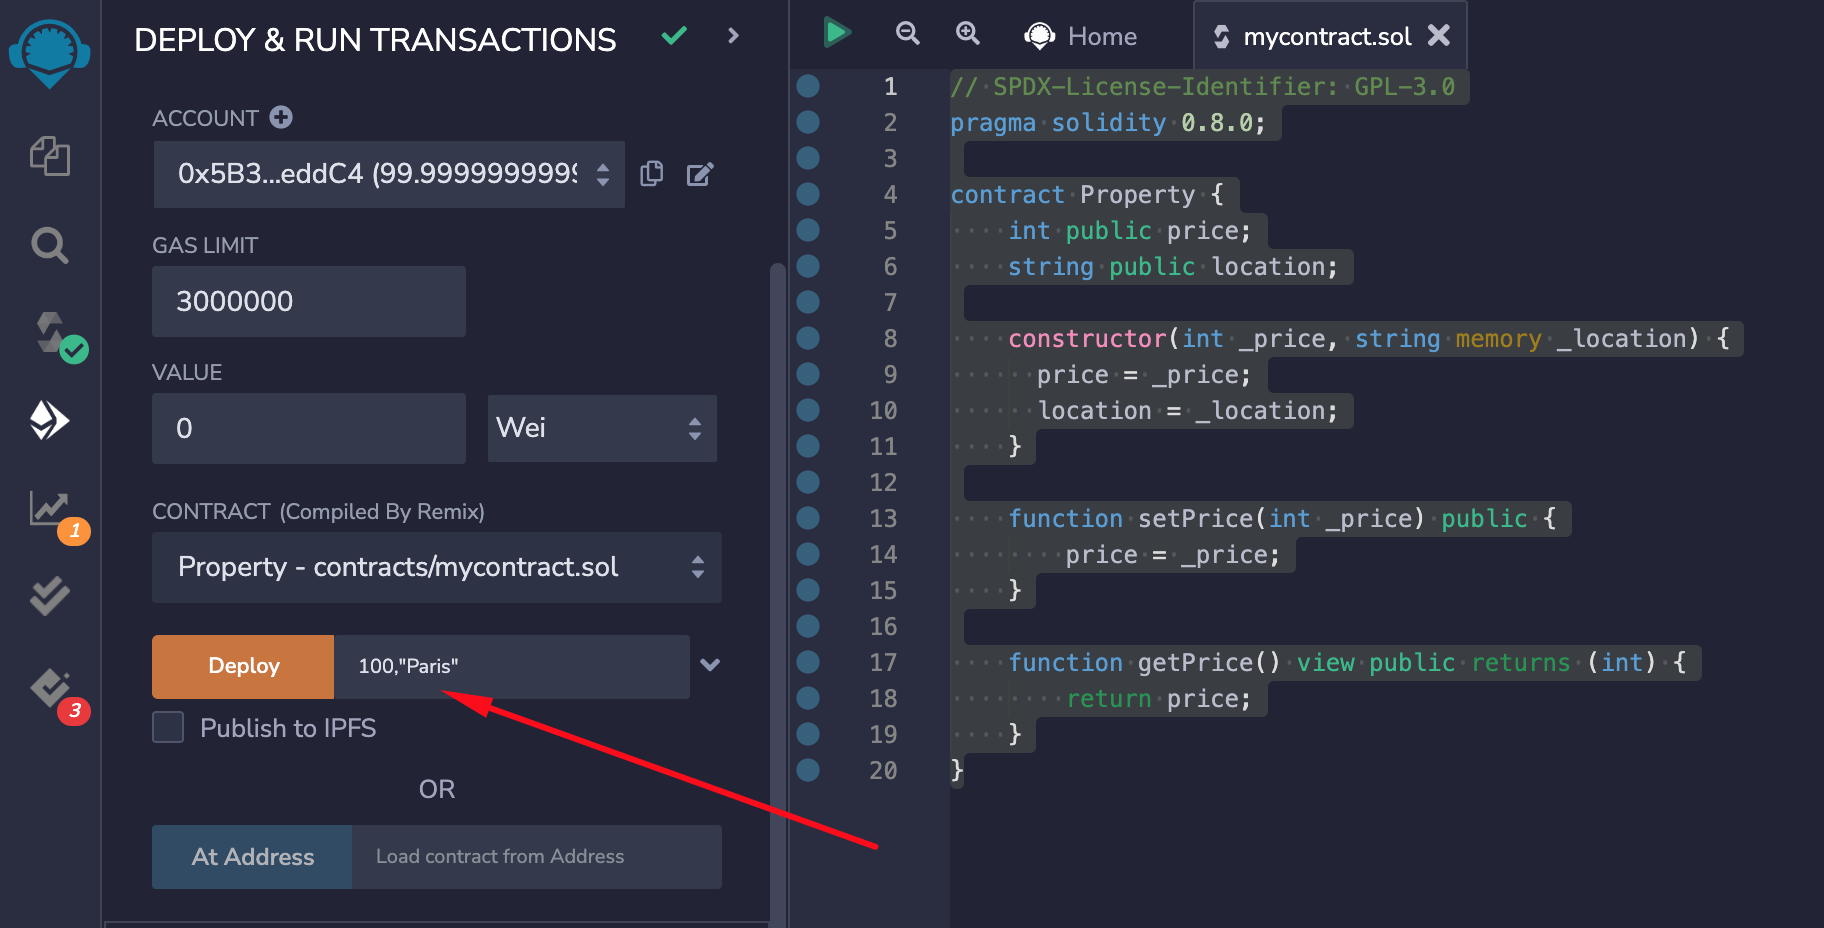 DEPLOY & RUN TRANSACTIONS
ACCOUNT
0x5B3...eddC4 (99.9999999999
GAS LIMIT
3000000
VALUE
0
Wei
CONTRACT (Compiled By Remix)
Property - contracts/mycontract.sol
Deploy
100,"Paris"
Publish to IPFS
OR
At Address
Load contract from Address
1
3
Home
mycontract.sol
1 // SPDX-License-Identifier: GPL-3.0
2 pragma solidity 0.8.0;
3
4 contract Property {
5     int public price;
6     string public location;
7
8     constructor(int _price, string memory _location) {
9       price = _price;
10       location = _location;
11     }
12
13     function setPrice(int _price) public {
14         price = _price;
15     }
16
17     function getPrice() view public returns (int) {
18         return price;
19     }
20 }